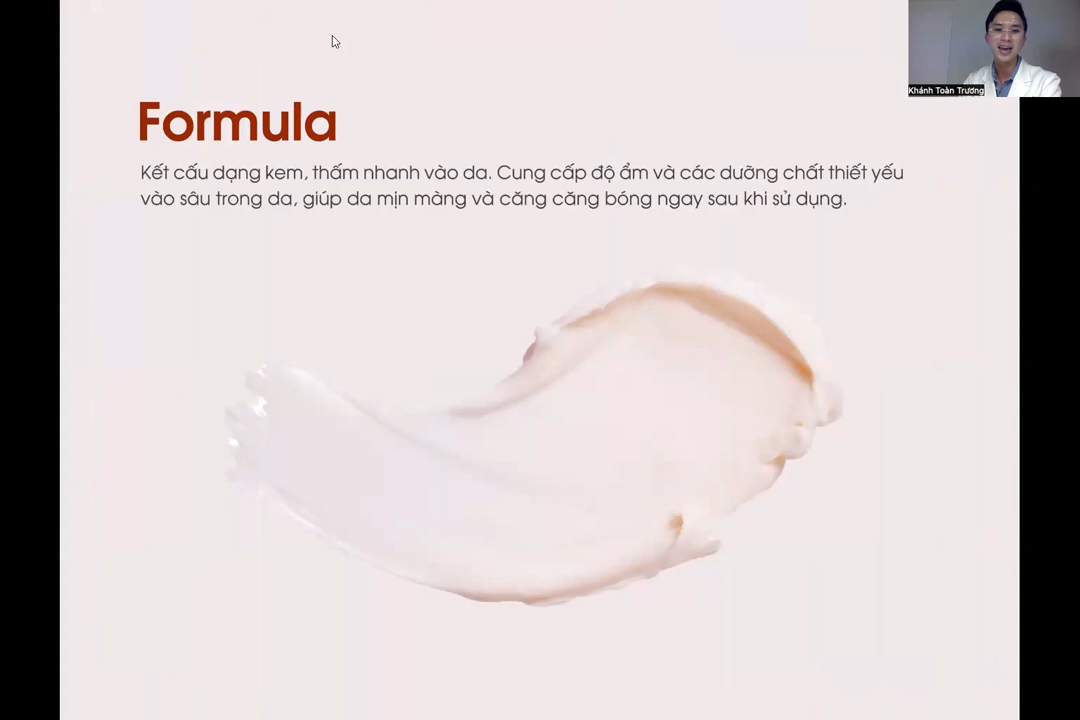 Formula
Kết cấu dạng kem, thấm nhanh vào da. Cung cấp độ ẩm và các dưỡng chất thiết yếu
vào sâu trong da, giúp da mịn màng và căng căng bóng ngay sau khi sử dụng.
Khánh Toàn Trương